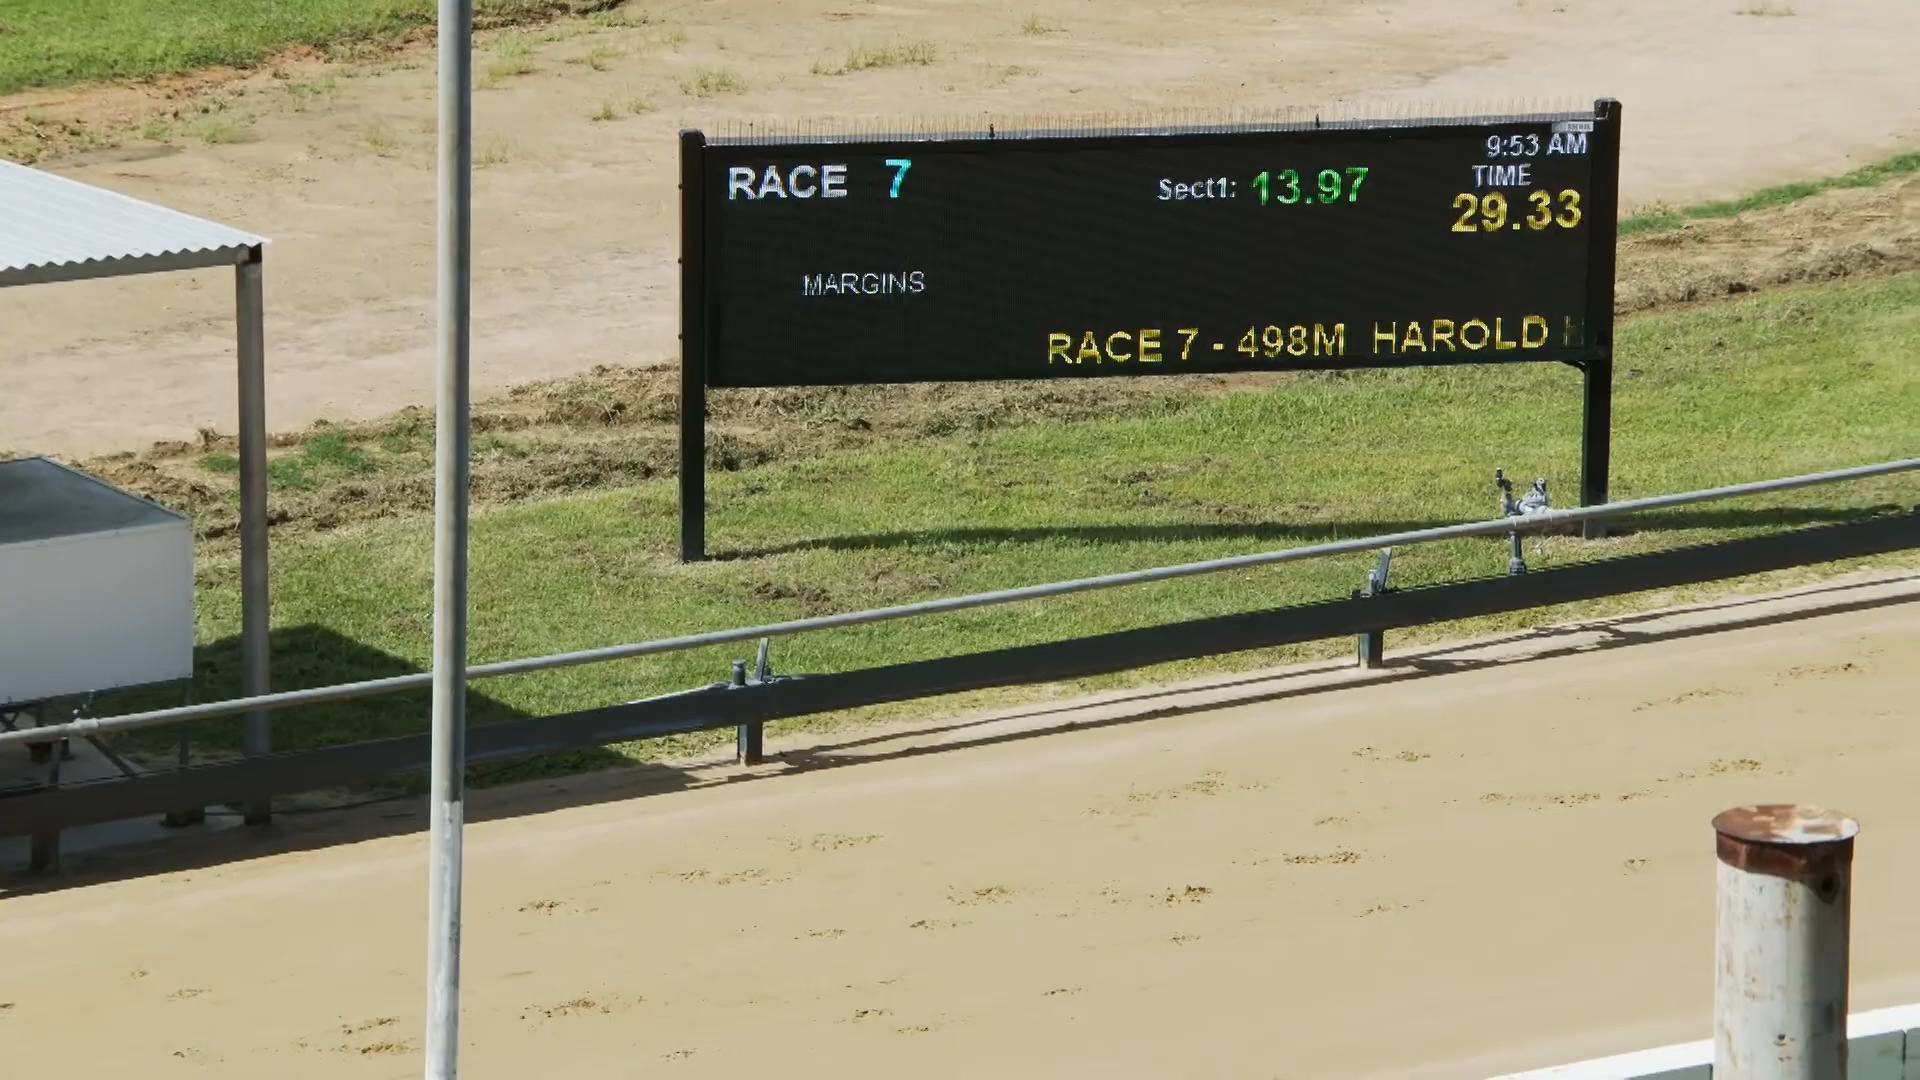 9:53 AM
RACE 7
Sect1: 13.97
TIME
29.33
MARGINS
RACE 7 - 498M HAROLD